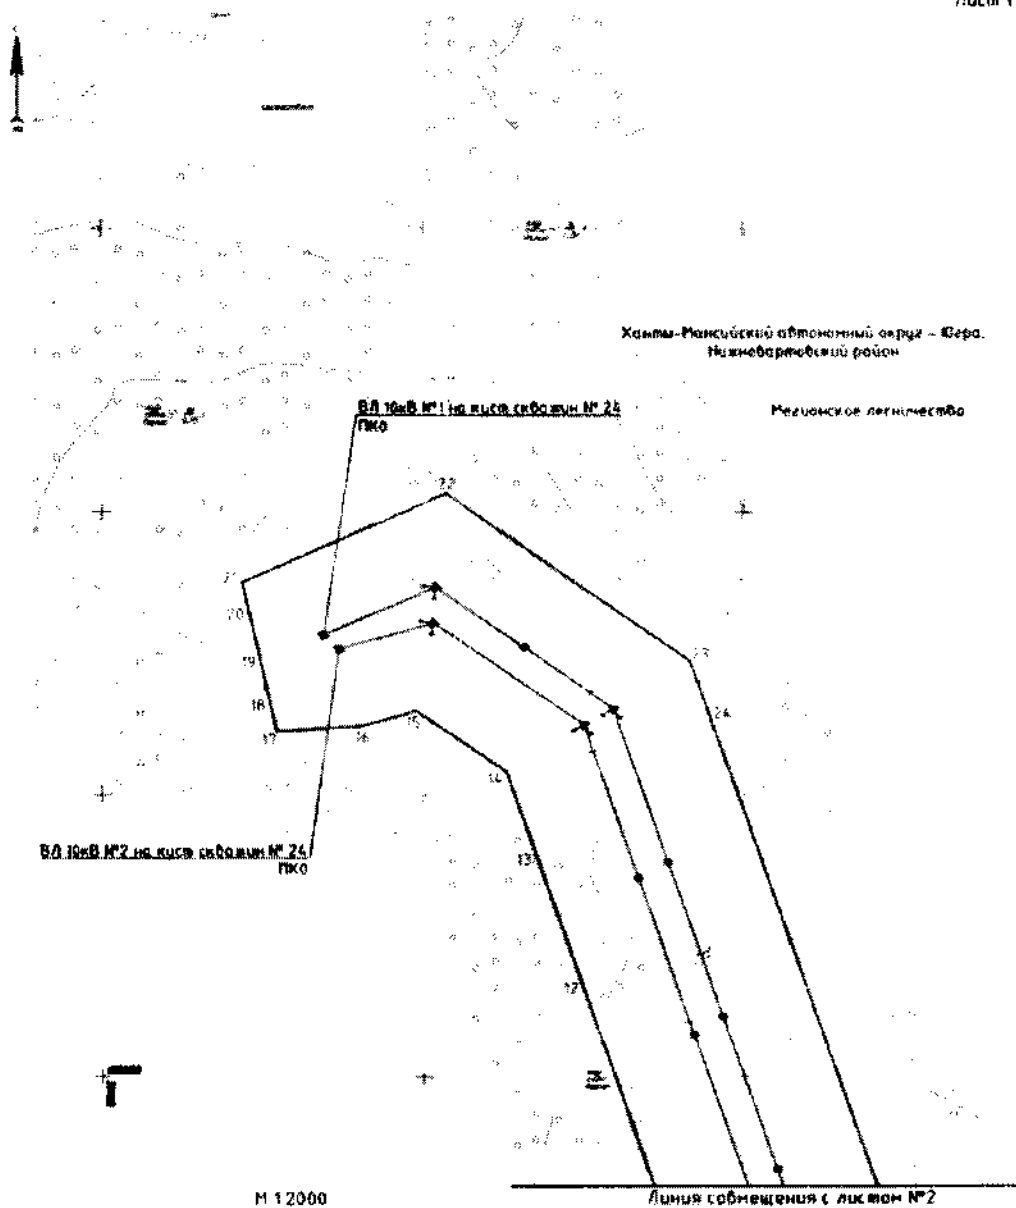 Лист 1
Ханты-Мансийский автономный округ – Югра.
Нижневартовский район
ВЛ 10кВ №1 на куст скважин № 24
ПК0
Мегионское лесничество
22
21
20
19
18
17
16
15
14
13
12
23
24
ВЛ 10кВ №2 на куст скважин № 24
ПК0
М 1:2000
Линия совмещения с листом №2